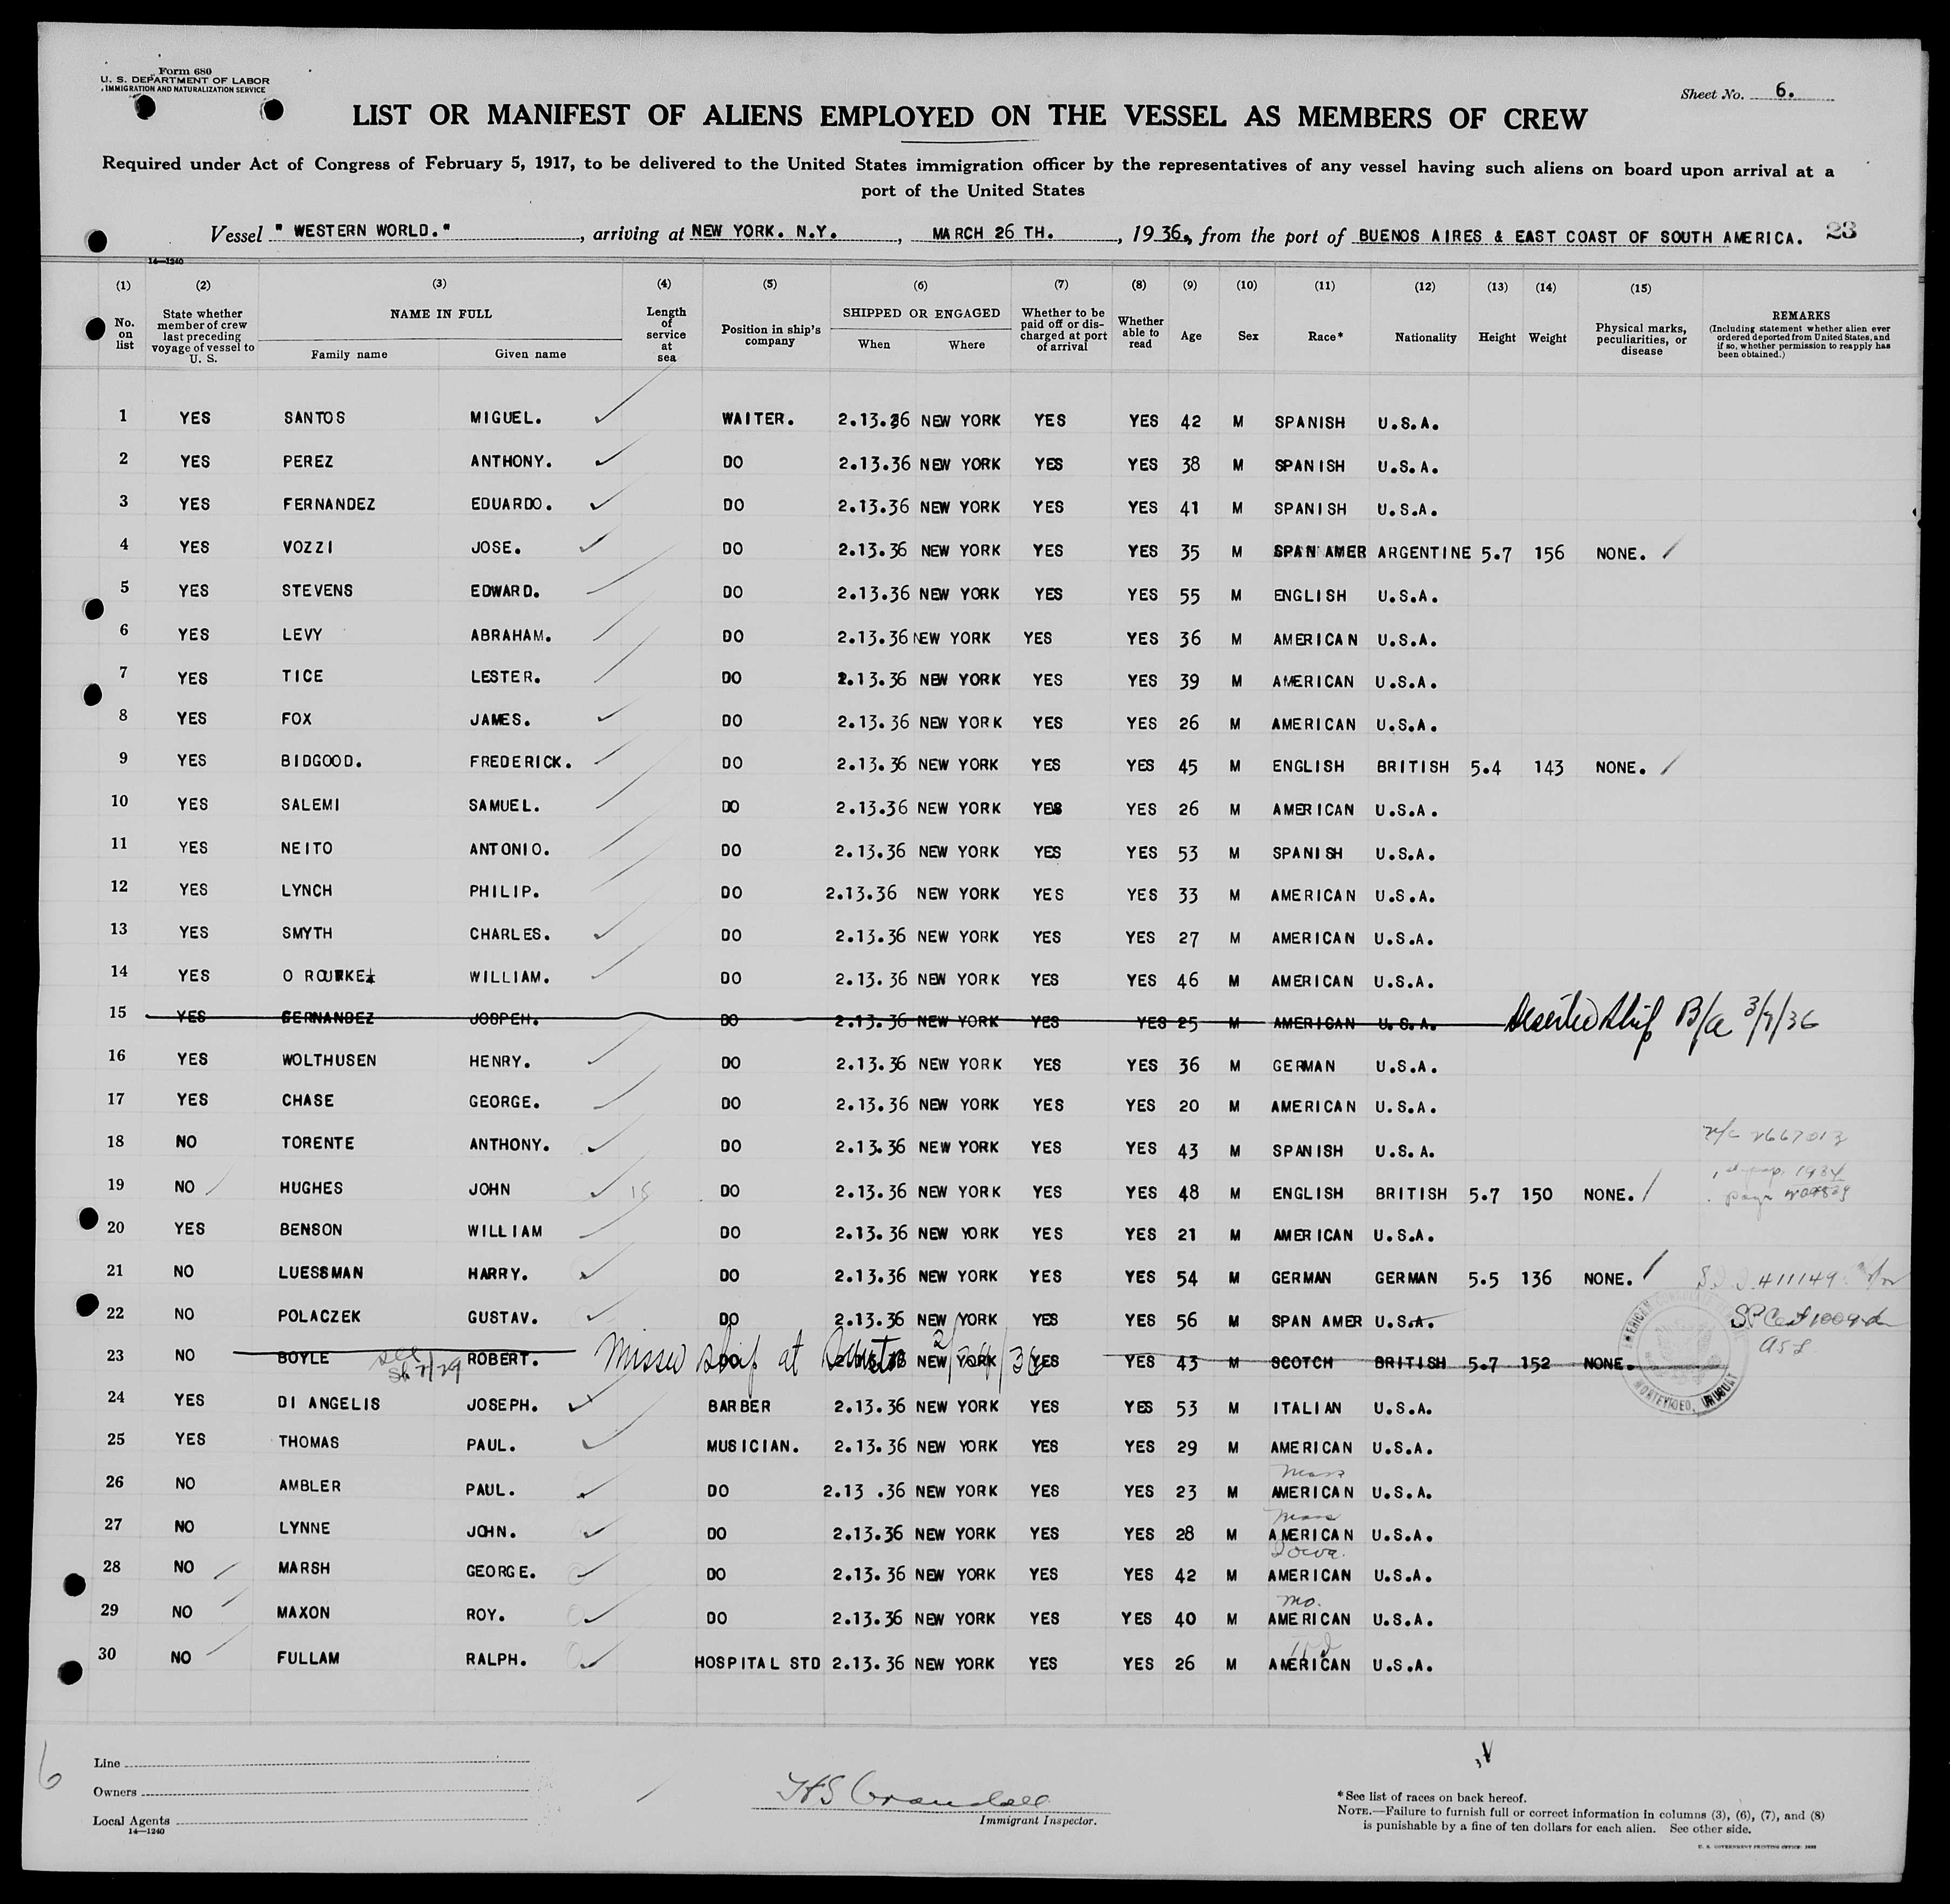 Form 680
U. S. DEPARTMENT OF LABOR
IMMIGRATION AND NATURALIZATION SERVICE
Sheet No. 6.
LIST OR MANIFEST OF ALIENS EMPLOYED ON THE VESSEL AS MEMBERS OF CREW
Required under Act of Congress of February 5, 1917, to be delivered to the United States immigration officer by the representatives of any vessel having such aliens on board upon arrival at a
port of the United States
Vessel " WESTERN WORLD." , arriving at NEW YORK. N.Y. , MARCH 26 TH. , 1936., from the port of BUENOS AIRES & EAST COAST OF SOUTH AMERICA. 23
14—1240
(1) (2) (3) (4) (5) (6) (7) (8) (9) (10) (11) (12) (13) (14) (15)
No. on list
State whether member of crew last preceding voyage of vessel to U. S.
NAME IN FULL
Family name Given name
Length of service at sea
Position in ship's company
SHIPPED OR ENGAGED
When Where
Whether to be paid off or discharged at port of arrival
Whether able to read
Age
Sex
Race*
Nationality
Height
Weight
Physical marks, peculiarities, or disease
REMARKS
(Including statement whether alien ever ordered deported from United States, and if so, whether permission to reapply has been obtained.)
1 YES SANTOS MIGUEL. WAITER. 2.13.36 NEW YORK YES YES 42 M SPANISH U.S.A.
2 YES PEREZ ANTHONY. DO 2.13.36 NEW YORK YES YES 38 M SPANISH U.S.A.
3 YES FERNANDEZ EDUARDO. DO 2.13.36 NEW YORK YES YES 41 M SPANISH U.S.A.
4 YES VOZZI JOSE. DO 2.13.36 NEW YORK YES YES 35 M SPAN AMER ARGENTINE 5.7 156 NONE.
5 YES STEVENS EDWARD. DO 2.13.36 NEW YORK YES YES 55 M ENGLISH U.S.A.
6 YES LEVY ABRAHAM. DO 2.13.36 NEW YORK YES YES 36 M AMERICAN U.S.A.
7 YES TICE LESTER. DO 2.13.36 NEW YORK YES YES 39 M AMERICAN U.S.A.
8 YES FOX JAMES. DO 2.13.36 NEW YORK YES YES 26 M AMERICAN U.S.A.
9 YES BIDGOOD. FREDERICK. DO 2.13.36 NEW YORK YES YES 45 M ENGLISH BRITISH 5.4 143 NONE.
10 YES SALEMI SAMUEL. DO 2.13.36 NEW YORK YES YES 26 M AMERICAN U.S.A.
11 YES NEITO ANTONIO. DO 2.13.36 NEW YORK YES YES 53 M SPANISH U.S.A.
12 YES LYNCH PHILIP. DO 2.13.36 NEW YORK YES YES 33 M AMERICAN U.S.A.
13 YES SMYTH CHARLES. DO 2.13.36 NEW YORK YES YES 27 M AMERICAN U.S.A.
14 YES O ROURKE WILLIAM. DO 2.13.36 NEW YORK YES YES 46 M AMERICAN U.S.A.
15 YES GERNANDEZ JOSPEH. DO 2.13.36 NEW YORK YES YES 25 M AMERICAN U.S.A. Deserted Ship B/A 3/7/36
16 YES WOLTHUSEN HENRY. DO 2.13.36 NEW YORK YES YES 36 M GERMAN U.S.A.
17 YES CHASE GEORGE. DO 2.13.36 NEW YORK YES YES 20 M AMERICAN U.S.A.
18 NO TORENTE ANTHONY. DO 2.13.36 NEW YORK YES YES 43 M SPANISH U.S.A.
19 NO HUGHES JOHN 15 DO 2.13.36 NEW YORK YES YES 48 M ENGLISH BRITISH 5.7 150 NONE. 1934
20 YES BENSON WILLIAM DO 2.13.36 NEW YORK YES YES 21 M AMERICAN U.S.A.
21 NO LUESSMAN HARRY. DO 2.13.36 NEW YORK YES YES 54 M GERMAN GERMAN 5.5 136 NONE. 411149
22 NO POLACZEK GUSTAV. DO 2.13.36 NEW YORK YES YES 56 M SPAN AMER U.S.A.
23 NO BOYLE see Sh 7/29 ROBERT. Missed ship at 2/24/36 DO NEW YORK YES YES 43 M SCOTCH BRITISH 5.7 152 NONE.
MONTEVIDEO, URUGUAY
24 YES DI ANGELIS JOSEPH. BARBER 2.13.36 NEW YORK YES YES 53 M ITALIAN U.S.A.
25 YES THOMAS PAUL. MUSICIAN. 2.13.36 NEW YORK YES YES 29 M AMERICAN U.S.A.
Mass
26 NO AMBLER PAUL. DO 2.13 .36 NEW YORK YES YES 23 M AMERICAN U.S.A.
Mass
27 NO LYNNE JOHN. DO 2.13.36 NEW YORK YES YES 28 M AMERICAN U.S.A.
Iowa.
28 NO MARSH GEORGE. DO 2.13.36 NEW YORK YES YES 42 M AMERICAN U.S.A.
Mo.
29 NO MAXON ROY. DO 2.13.36 NEW YORK YES YES 40 M AMERICAN U.S.A.
30 NO FULLAM RALPH. HOSPITAL STD 2.13.36 NEW YORK YES YES 26 M AMERICAN U.S.A.
6
Line
Owners
Local Agents
14—1240
HS Crandall
Immigrant Inspector.
*See list of races on back hereof.
NOTE.—Failure to furnish full or correct information in columns (3), (6), (7), and (8)
is punishable by a fine of ten dollars for each alien. See other side.
U. S. GOVERNMENT PRINTING OFFICE: